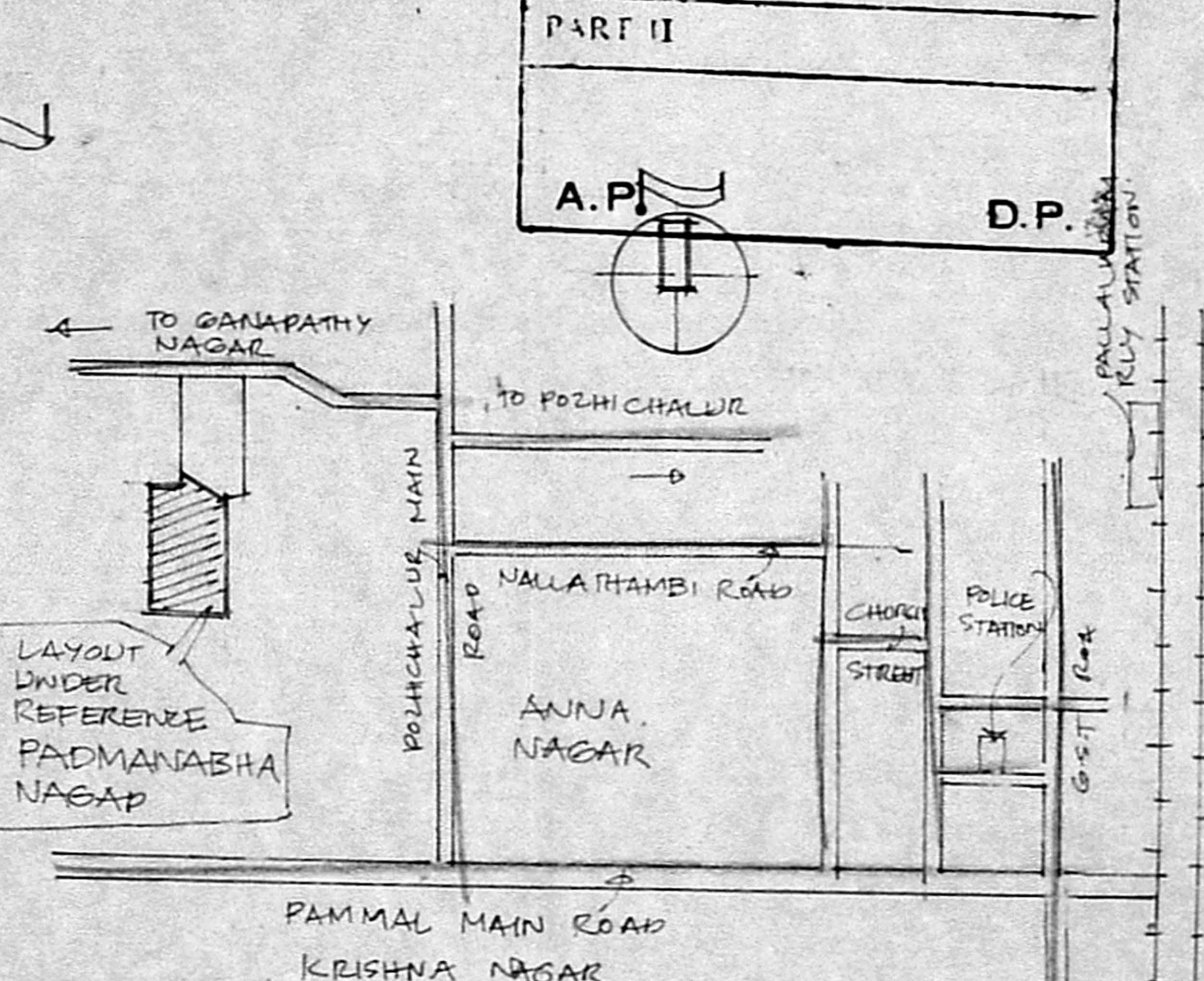 PART II
A.P.
D.P.
PALLAVARAM
RLY STATION.
TO GANAPATHY
NAGAR
TO POZHICHALUR
POZHICHALUR MAIN
ROAD
NALLATHAMBI ROAD
CHURCH
STREET
POLICE
STATION
G.S.T ROA
LAYOUT
UNDER
REFERENCE
PADMANABHA
NAGAR
ANNA.
NAGAR
PAMMAL MAIN ROAD
KRISHNA NAGAR